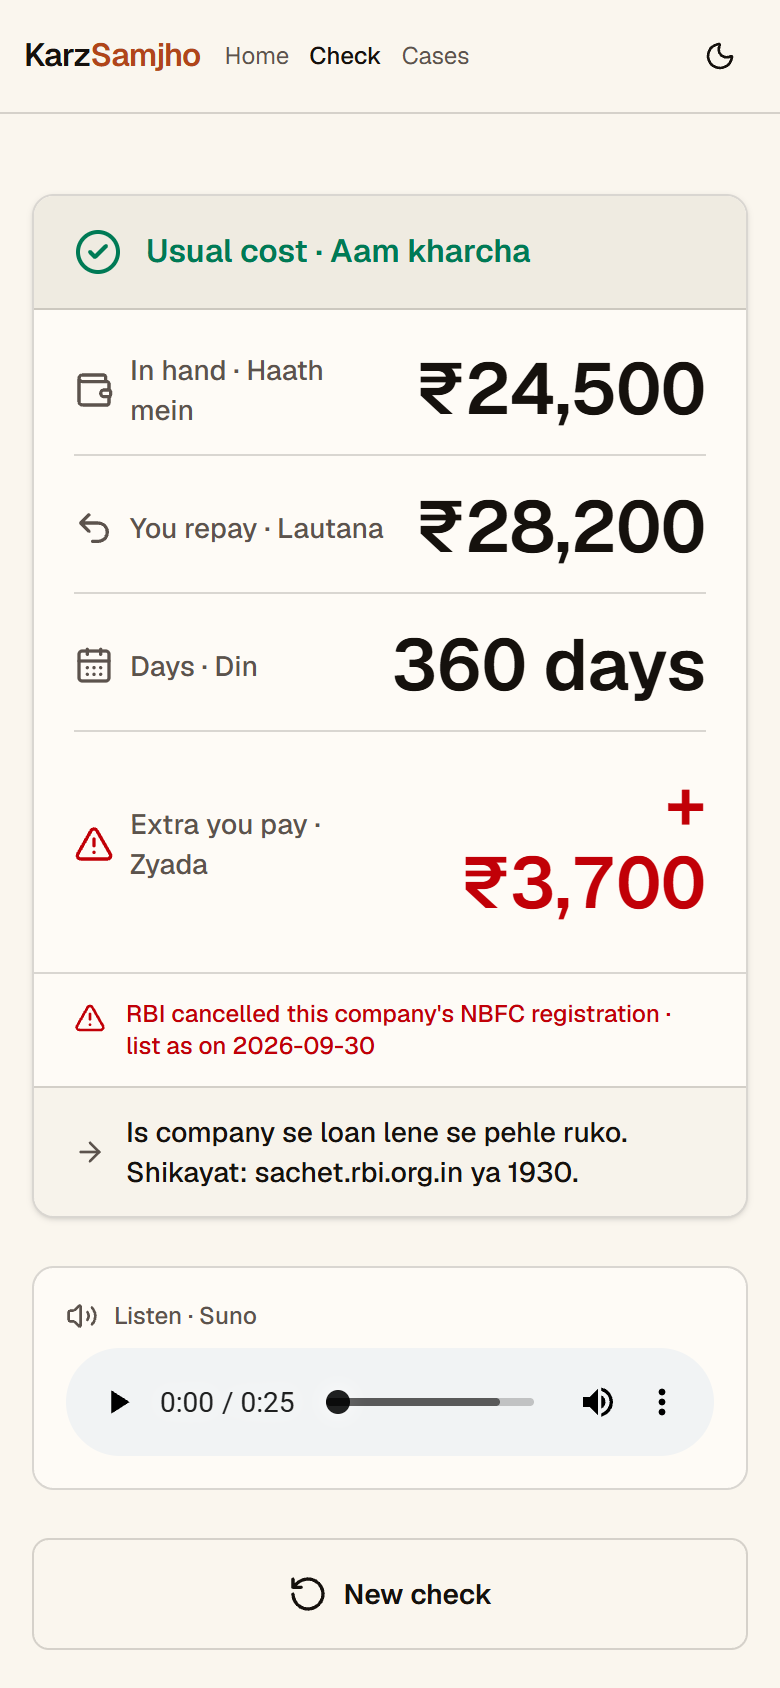 KarzSamjho Home Check Cases
Usual cost · Aam kharcha
In hand · Haath
mein
₹24,500
You repay · Lautana ₹28,200
Days · Din 360 days
Extra you pay ·
Zyada
+
₹3,700
RBI cancelled this company's NBFC registration ·
list as on 2026-09-30
Is company se loan lene se pehle ruko.
Shikayat: sachet.rbi.org.in ya 1930.
Listen · Suno
0:00 / 0:25
New check